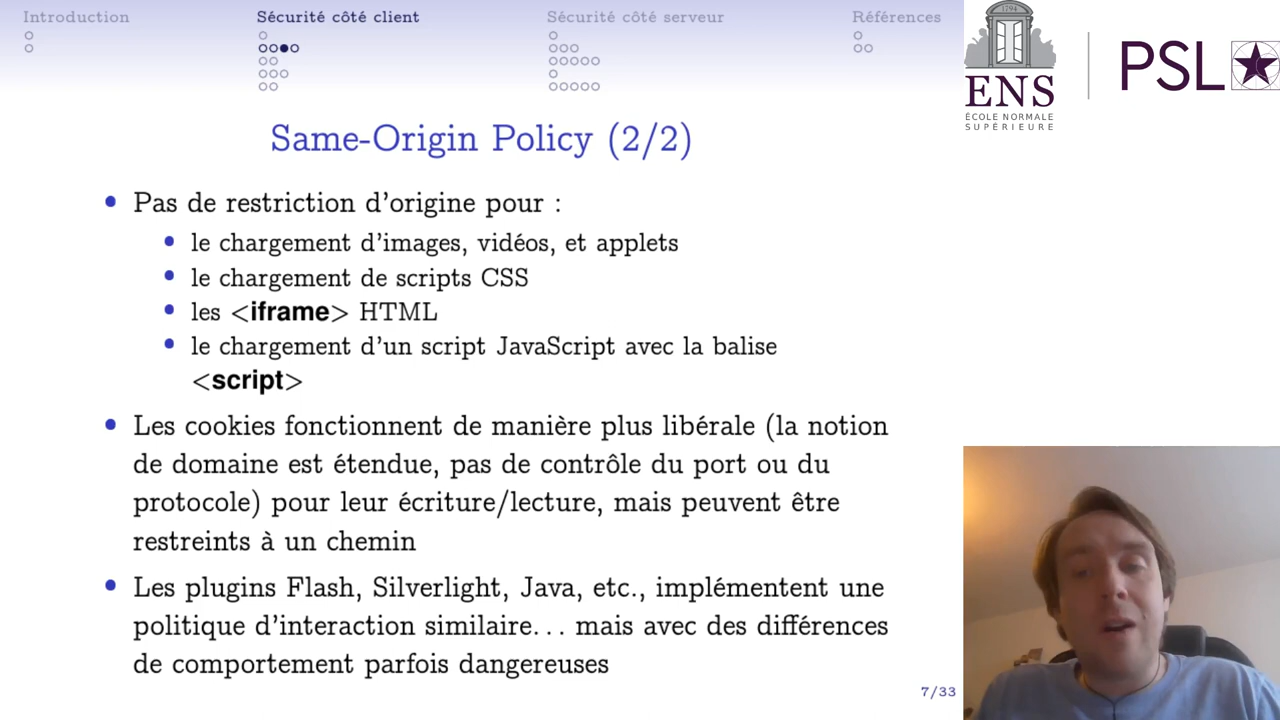 Introduction
Sécurité côté client
Sécurité côté serveur
Références
1794
ENS
ÉCOLE NORMALE
SUPÉRIEURE
PSL
Same-Origin Policy (2/2)
Pas de restriction d'origine pour :
le chargement d'images, vidéos, et applets
le chargement de scripts CSS
les <iframe> HTML
le chargement d'un script JavaScript avec la balise
<script>
Les cookies fonctionnent de manière plus libérale (la notion
de domaine est étendue, pas de contrôle du port ou du
protocole) pour leur écriture/lecture, mais peuvent être
restreints à un chemin
Les plugins Flash, Silverlight, Java, etc., implémentent une
politique d'interaction similaire... mais avec des différences
de comportement parfois dangereuses
7/33